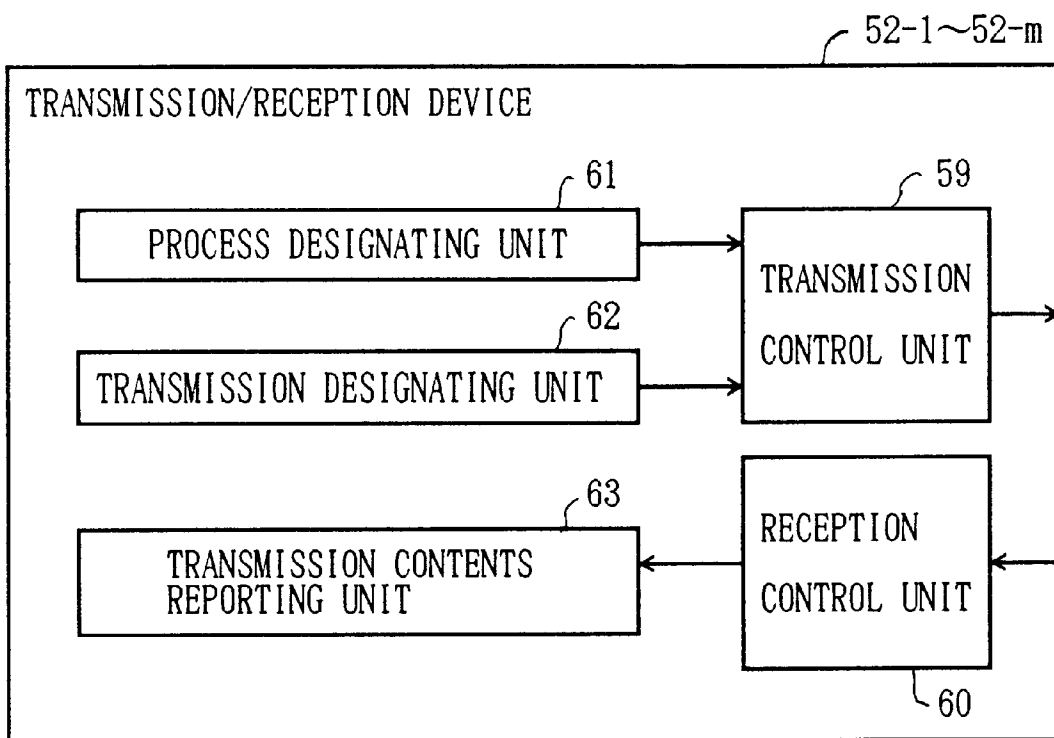 52-1～52-m
TRANSMISSION/RECEPTION DEVICE
61
59
PROCESS DESIGNATING UNIT
TRANSMISSION
CONTROL UNIT
62
TRANSMISSION DESIGNATING UNIT
63
TRANSMISSION CONTENTS
REPORTING UNIT
RECEPTION
CONTROL UNIT
60